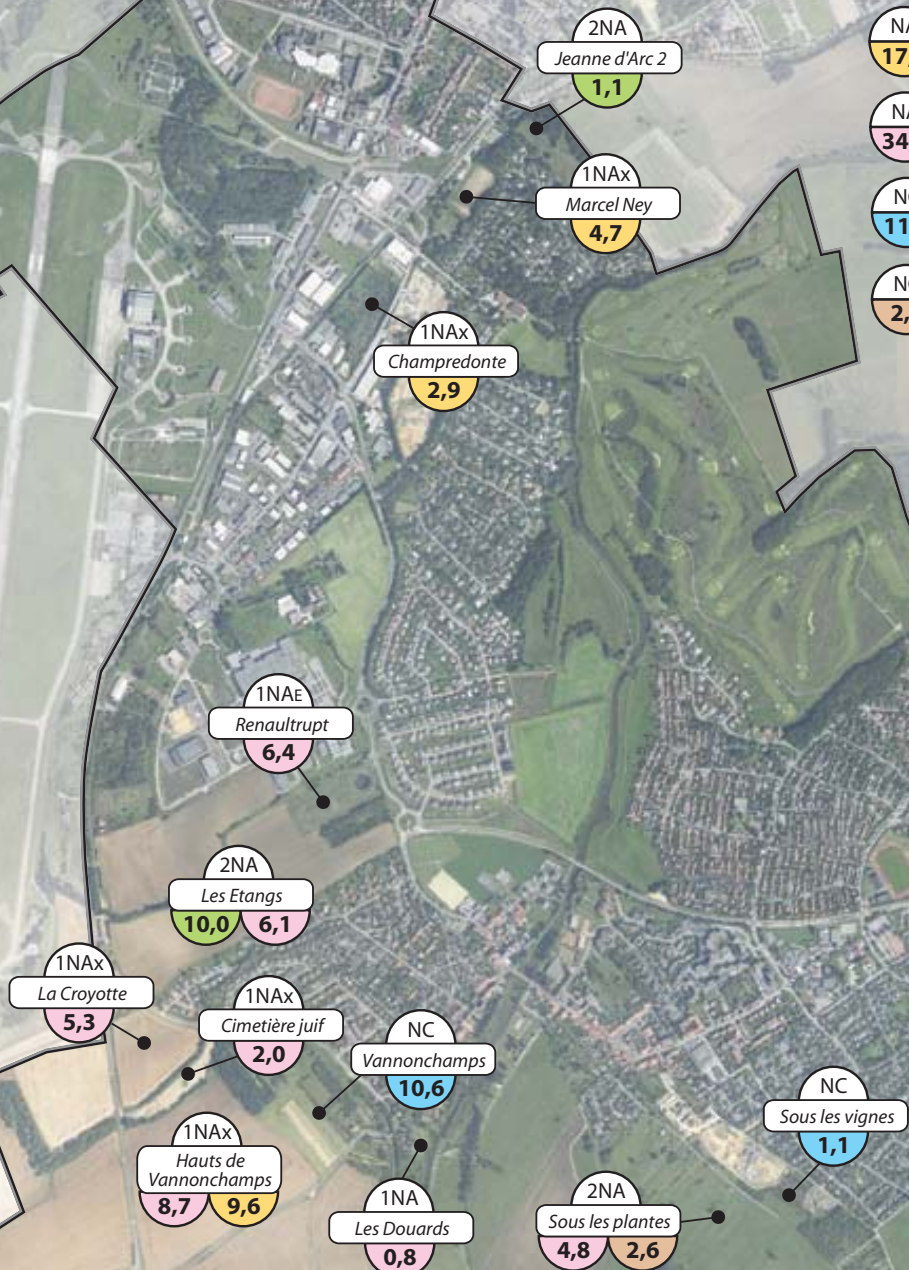 2NA
Jeanne d'Arc 2
1,1
1NAx
Marcel Ney
4,7
1NAx
Champredonte
2,9
1NAE
Renaultrupt
6,4
2NA
Les Etangs
10,0 6,1
1NAx
La Croyotte
5,3
1NAx
Cimetière juif
2,0
NC
Vannonchamps
10,6
1NAx
Hauts de
Vannonchamps
8,7 9,6
1NA
Les Douards
0,8
2NA
Sous les plantes
4,8 2,6
NC
Sous les vignes
1,1